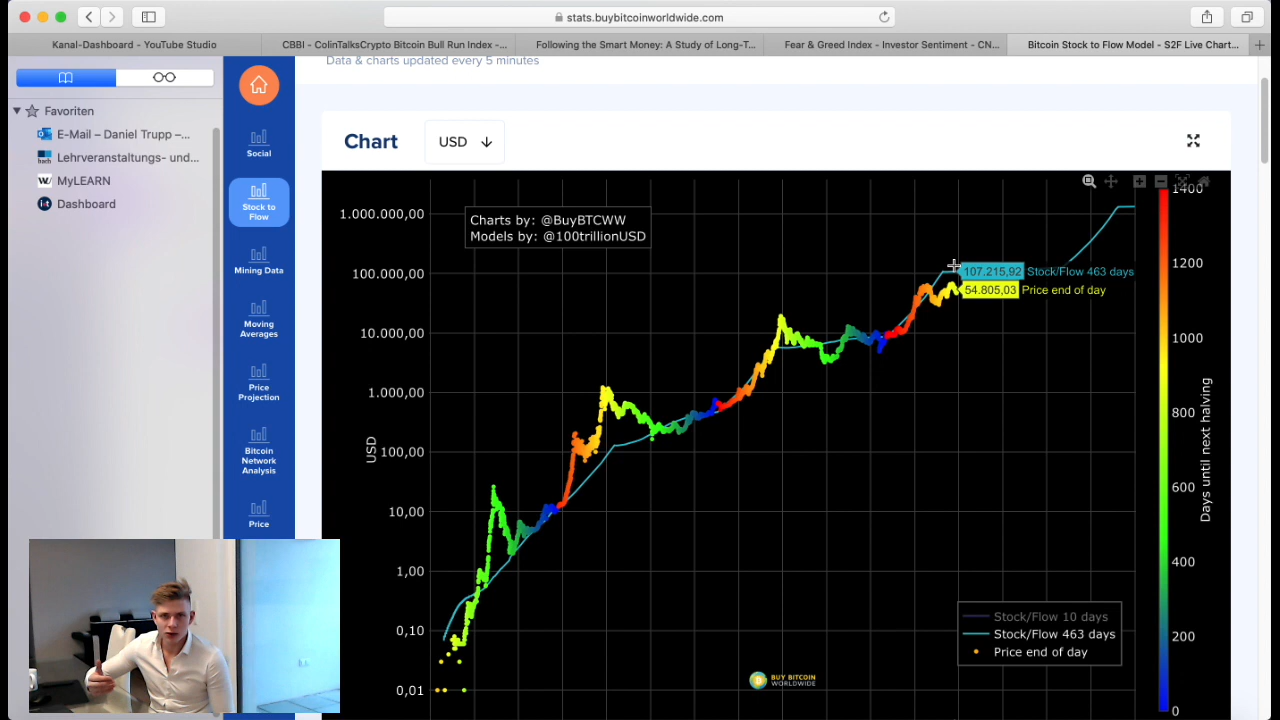 stats.buybitcoinworldwide.com
Kanal-Dashboard - YouTube Studio
CBBI - ColinTalksCrypto Bitcoin Bull Run Index -...
Following the Smart Money: A Study of Long-T...
Fear & Greed Index - Investor Sentiment - CN...
Bitcoin Stock to Flow Model - S2F Live Chart...
Favoriten
E-Mail – Daniel Trupp –...
Lehrveranstaltungs- und...
MyLEARN
Dashboard
Social
Stock to
Flow
Mining Data
Moving
Averages
Price
Projection
Bitcoin
Network
Analysis
Price
Data & charts updated every 5 minutes
Chart
USD
Charts by: @BuyBTCWW
Models by: @100trillionUSD
1.000.000,00
100.000,00
10.000,00
1.000,00
100,00
10,00
1,00
0,10
0,01
USD
107.215,92 Stock/Flow 463 days
54.805,03 Price end of day
Stock/Flow 10 days
Stock/Flow 463 days
Price end of day
BUY BITCOIN
WORLDWIDE
1400
1200
1000
800
600
400
200
0
Days until next halving